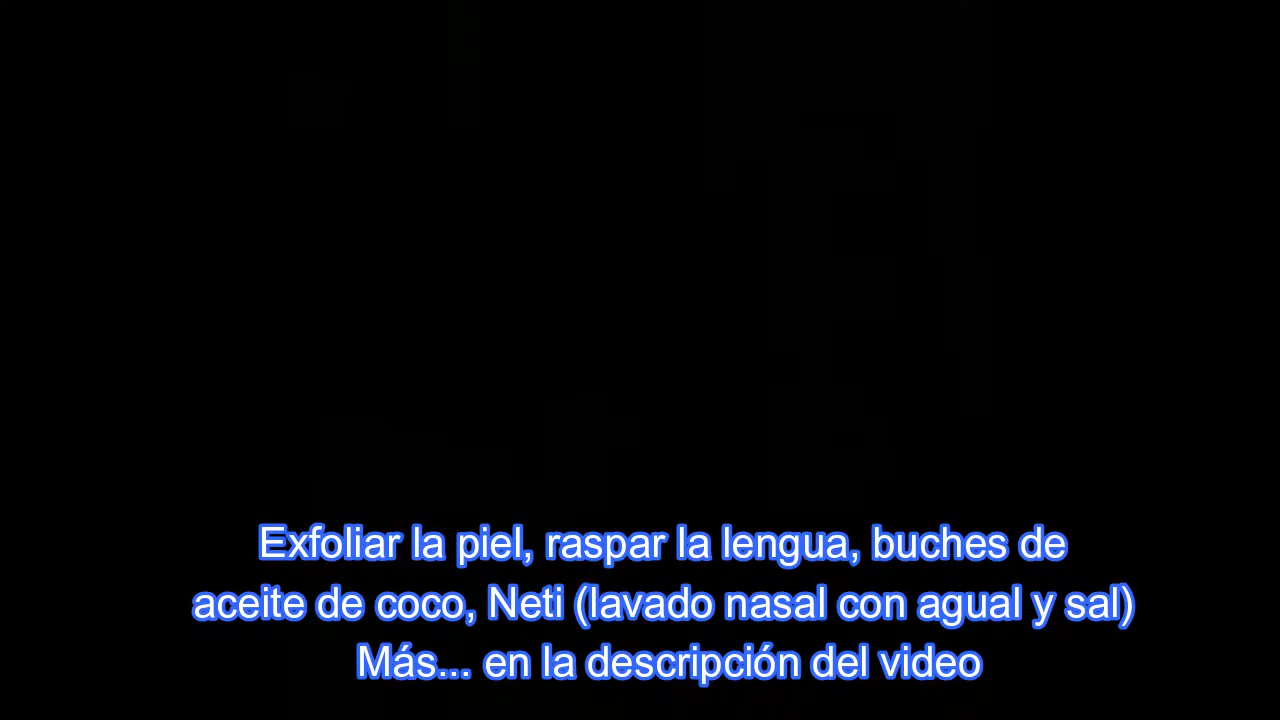 Exfoliar la piel, raspar la lengua, buches de
aceite de coco, Neti (lavado nasal con agual y sal)
Más... en la descripción del video